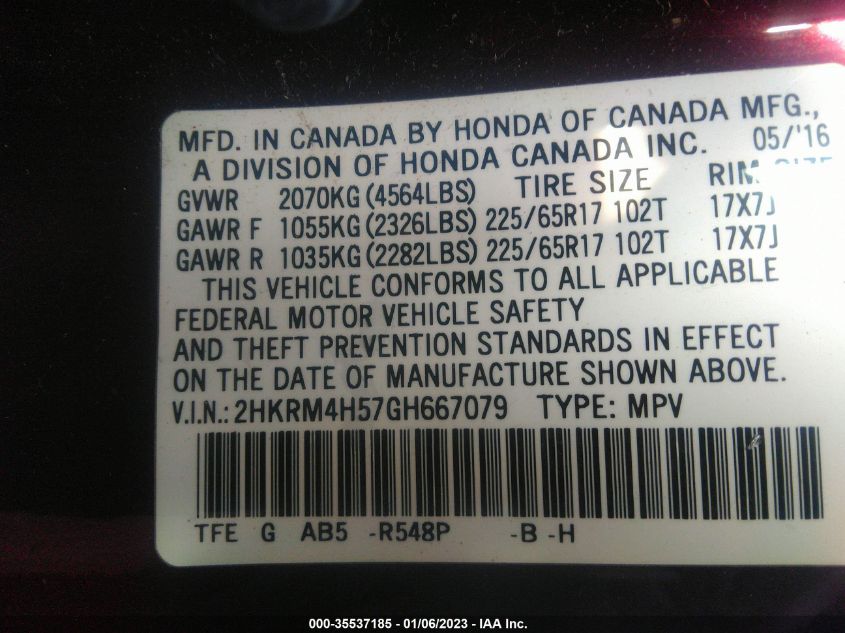 MFD. IN CANADA BY HONDA OF CANADA MFG.,
A DIVISION OF HONDA CANADA INC. 05/'16
GVWR 2070KG (4564LBS) TIRE SIZE RIM SIZE
GAWR F 1055KG (2326LBS) 225/65R17 102T 17X7J
GAWR R 1035KG (2282LBS) 225/65R17 102T 17X7J
THIS VEHICLE CONFORMS TO ALL APPLICABLE
FEDERAL MOTOR VEHICLE SAFETY
AND THEFT PREVENTION STANDARDS IN EFFECT
ON THE DATE OF MANUFACTURE SHOWN ABOVE.
V.I.N.: 2HKRM4H57GH667079 TYPE: MPV
TFE G AB5 -R548P -B -H
000-35537185 - 01/06/2023 - IAA Inc.